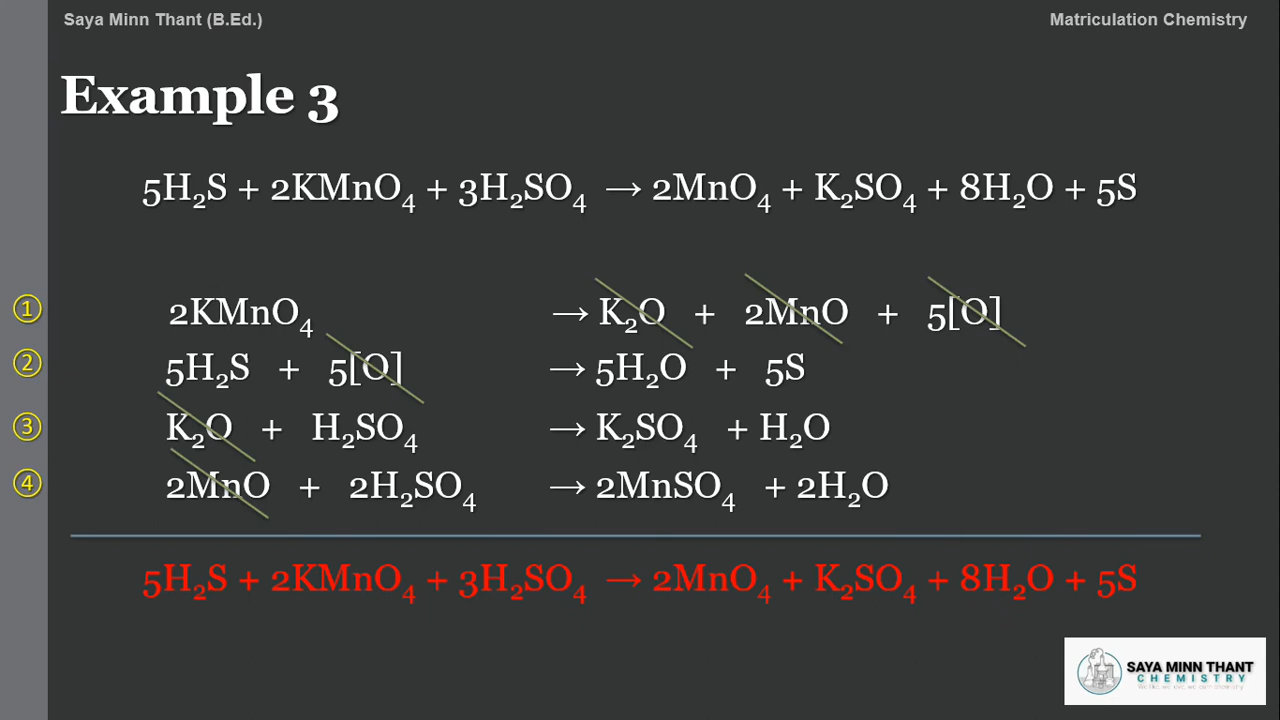 Saya Minn Thant (B.Ed.)
Matriculation Chemistry
Example 3
5H₂S + 2KMnO₄ + 3H₂SO₄ → 2MnO₄ + K₂SO₄ + 8H₂O + 5S
① 2KMnO₄ → K₂O + 2MnO + 5[O]
② 5H₂S + 5[O] → 5H₂O + 5S
③ K₂O + H₂SO₄ → K₂SO₄ + H₂O
④ 2MnO + 2H₂SO₄ → 2MnSO₄ + 2H₂O
5H₂S + 2KMnO₄ + 3H₂SO₄ → 2MnO₄ + K₂SO₄ + 8H₂O + 5S
SAYA MINN THANT
CHEMISTRY